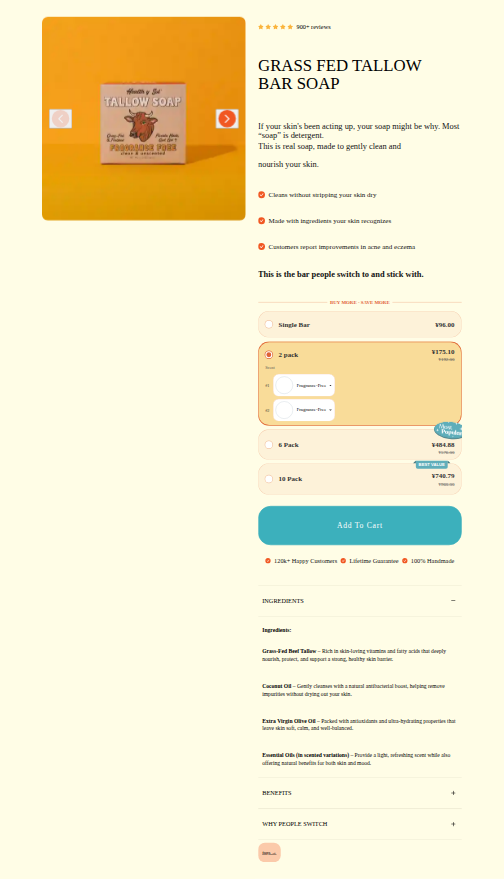 900+ reviews
GRASS FED TALLOW
BAR SOAP
Healthy Sol
TALLOW SOAP
FRAGRANCE FREE
If your skin's been acting up, your soap might be why. Most
“soap” is detergent.
This is real soap, made to gently clean and
nourish your skin.
Cleans without stripping your skin dry
Made with ingredients your skin recognizes
Customers report improvements in acne and eczema
This is the bar people switch to and stick with.
BUY MORE · SAVE MORE
Single Bar ¥96.00
2 pack ¥175.10
#1 Fragrance-Free
#2 Fragrance-Free
Most
Popular
6 Pack ¥484.88
BEST VALUE
10 Pack ¥740.79
Add To Cart
120k+ Happy Customers Lifetime Guarantee 100% Handmade
INGREDIENTS −
Ingredients:
Grass-Fed Beef Tallow – Rich in skin-loving vitamins and fatty acids that deeply
nourish, protect, and support a strong, healthy skin barrier.
Coconut Oil – Gently cleanses with a natural antibacterial boost, helping remove
impurities without drying out your skin.
Extra Virgin Olive Oil – Packed with antioxidants and ultra-hydrating properties that
leave skin soft, calm, and well-balanced.
Essential Oils (in scented variations) – Provide a light, refreshing scent while also
offering natural benefits for both skin and mood.
BENEFITS +
WHY PEOPLE SWITCH +